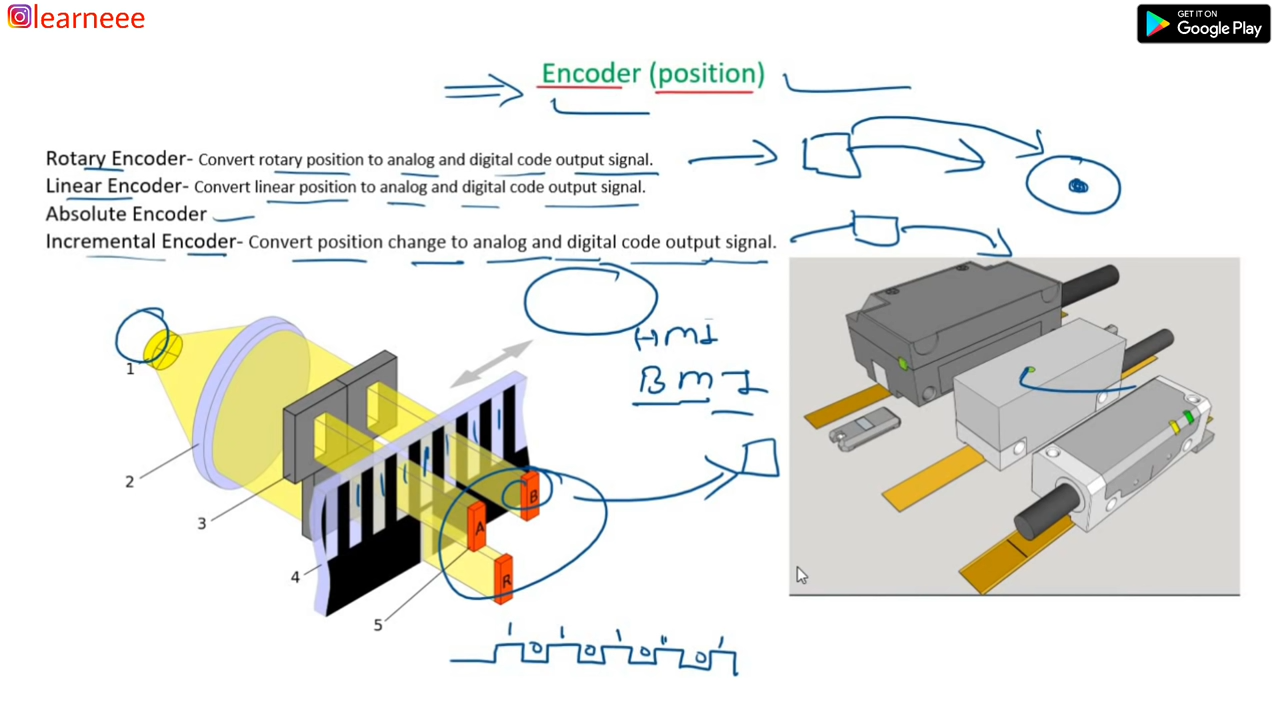 learneee
GET IT ON
Google Play
Encoder (position)
Rotary Encoder- Convert rotary position to analog and digital code output signal.
Linear Encoder- Convert linear position to analog and digital code output signal.
Absolute Encoder
Incremental Encoder- Convert position change to analog and digital code output signal.
HMI
BMI
1
2
3
4
5
B
A
R
1 0 1 0 1 0 1 0 1